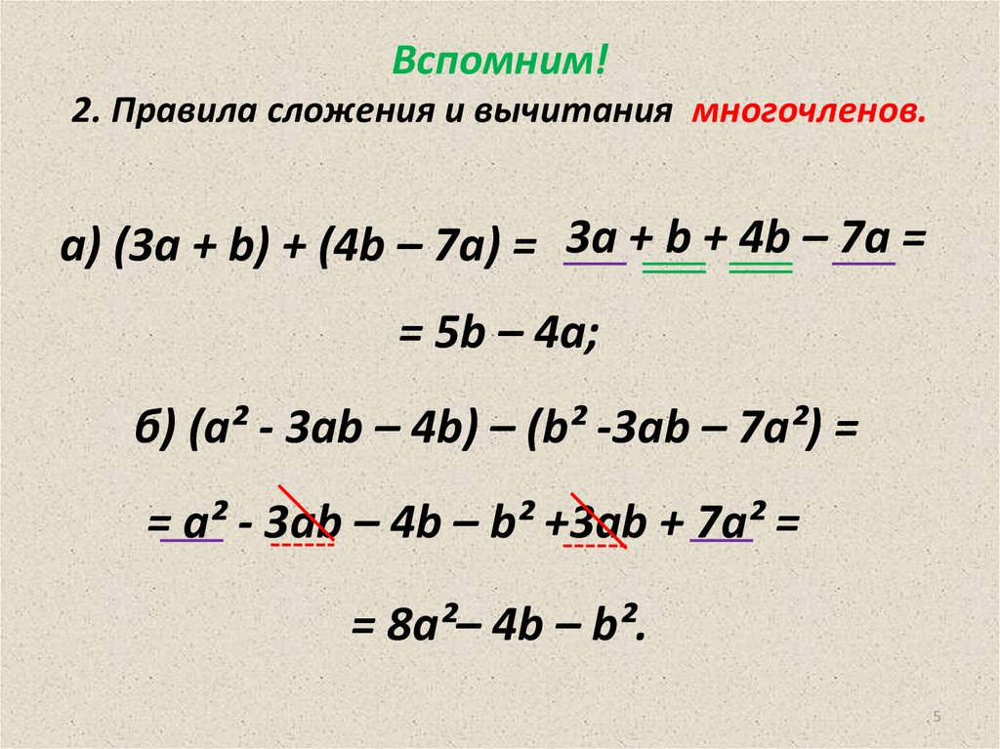 Вспомним!
2. Правила сложения и вычитания многочленов.
а) (3a + b) + (4b – 7a) = 3a + b + 4b – 7a =
= 5b – 4a;
б) (a² - 3ab – 4b) – (b² -3ab – 7a²) =
= a² - 3ab – 4b – b² +3ab + 7a² =
= 8a²– 4b – b².
5